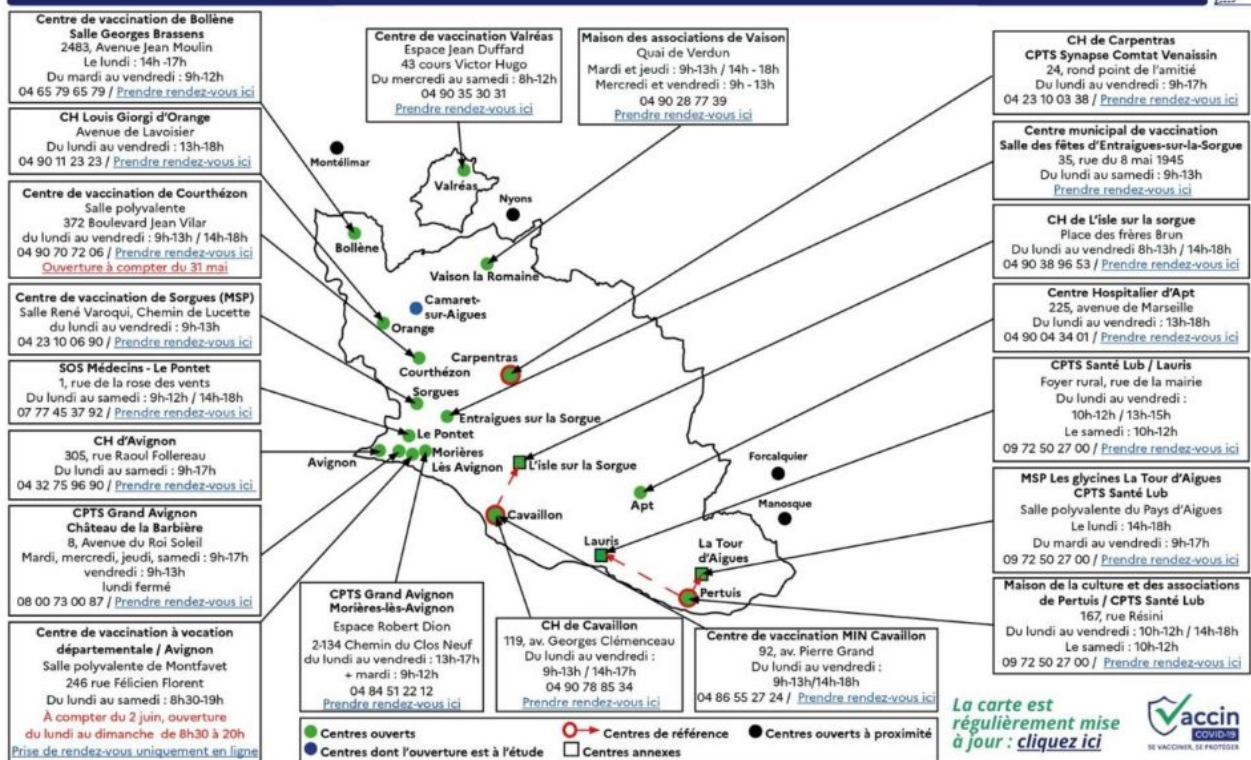 Centre de vaccination de Bollène
Salle Georges Brassens
2483, Avenue Jean Moulin
Le lundi : 14h -17h
Du mardi au vendredi : 9h-12h
04 65 79 65 79 / Prendre rendez-vous ici
CH Louis Giorgi d'Orange
Avenue de Lavoisier
Du lundi au vendredi : 13h-18h
04 90 11 23 23 / Prendre rendez-vous ici
Centre de vaccination de Courthézon
Salle polyvalente
372 Boulevard Jean Vilar
du lundi au vendredi : 9h-13h / 14h-18h
04 90 70 72 06 / Prendre rendez-vous ici
Ouverture à compter du 31 mai
Centre de vaccination de Sorgues (MSP)
Salle René Varoqui, Chemin de Lucette
du lundi au vendredi : 9h-13h
04 23 10 06 90 / Prendre rendez-vous ici
SOS Médecins - Le Pontet
1, rue de la rose des vents
Du lundi au samedi : 9h-12h / 14h-18h
07 77 45 37 92 / Prendre rendez-vous ici
CH d'Avignon
305, rue Raoul Follereau
Du lundi au samedi : 9h-17h
04 32 75 96 90 / Prendre rendez-vous ici
CPTS Grand Avignon
Château de la Barbière
8, Avenue du Roi Soleil
Mardi, mercredi, jeudi, samedi : 9h-17h
vendredi : 9h-13h
lundi fermé
08 00 73 00 87 / Prendre rendez-vous ici
Centre de vaccination à vocation
départementale / Avignon
Salle polyvalente de Montfavet
246 rue Félicien Florent
Du lundi au samedi : 8h30-19h
À compter du 2 juin, ouverture
du lundi au dimanche de 8h30 à 20h
Prise de rendez-vous uniquement en ligne
Centre de vaccination Valréas
Espace Jean Duffard
43 cours Victor Hugo
Du mercredi au samedi : 8h-12h
04 90 35 30 31
Prendre rendez-vous ici
Maison des associations de Vaison
Quai de Verdun
Mardi et jeudi : 9h-13h / 14h - 18h
Mercredi et vendredi : 9h - 13h
04 90 28 77 39
Prendre rendez-vous ici
Montélimar
Valréas
Nyons
Bollène
Vaison la Romaine
Camaret-
sur-Aigues
Orange
Carpentras
Courthézon
Sorgues
Entraigues sur la Sorgue
Le Pontet
Avignon
Morières
Lès Avignon
L'isle sur la Sorgue
Forcalquier
Apt
Manosque
Cavaillon
Lauris
La Tour
d'Aigues
Pertuis
CH de Carpentras
CPTS Synapse Comtat Venaissin
24, rond point de l'amitié
Du lundi au vendredi : 9h-17h
04 23 10 03 38 / Prendre rendez-vous ici
Centre municipal de vaccination
Salle des fêtes d'Entraigues-sur-la-Sorgue
35, rue du 8 mai 1945
Du lundi au samedi : 9h-13h
Prendre rendez-vous ici
CH de L'isle sur la sorgue
Place des frères Brun
Du lundi au vendredi 8h-13h / 14h-18h
04 90 38 96 53 / Prendre rendez-vous ici
Centre Hospitalier d'Apt
225, avenue de Marseille
Du lundi au vendredi : 13h-18h
04 90 04 34 01 / Prendre rendez-vous ici
CPTS Santé Lub / Lauris
Foyer rural, rue de la mairie
Du lundi au vendredi :
10h-12h / 13h-15h
Le samedi : 10h-12h
09 72 50 27 00 / Prendre rendez-vous ici
MSP Les glycines La Tour d'Aigues
CPTS Santé Lub
Salle polyvalente du Pays d'Aigues
Le lundi : 14h-18h
Du mardi au vendredi : 9h-17h
09 72 50 27 00 / Prendre rendez-vous ici
Maison de la culture et des associations
de Pertuis / CPTS Santé Lub
167, rue Résini
Du lundi au vendredi : 10h-12h / 14h-18h
Le samedi : 10h-12h
09 72 50 27 00 / Prendre rendez-vous ici
CPTS Grand Avignon
Morières-lès-Avignon
Espace Robert Dion
2-134 Chemin du Clos Neuf
du lundi au vendredi : 13h-17h
+ mardi : 9h-12h
04 84 51 22 12
Prendre rendez-vous ici
CH de Cavaillon
119, av. Georges Clémenceau
Du lundi au vendredi :
9h-13h / 14h-17h
04 90 78 85 34
Prendre rendez-vous ici
Centre de vaccination MIN Cavaillon
92, av. Pierre Grand
Du lundi au vendredi :
9h-13h/14h-18h
04 86 55 27 24 / Prendre rendez-vous ici
Centres ouverts
Centres de référence
Centres ouverts à proximité
Centres dont l'ouverture est à l'étude
Centres annexes
La carte est
régulièrement mise
à jour : cliquez ici
Vaccin
COVID-19
SE VACCINER, SE PROTÉGER